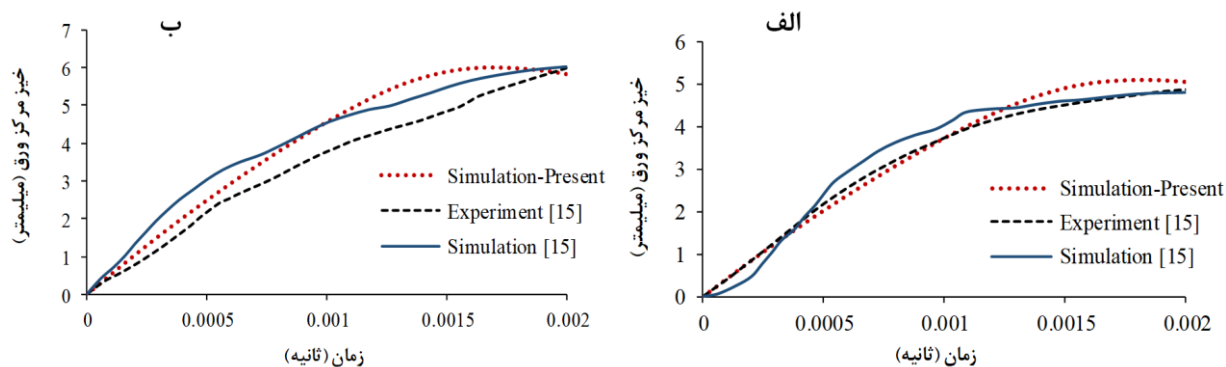 ب
خیز مرکز ورق (میلیمتر)
7
6
5
4
3
2
1
0
Simulation-Present
Experiment [15]
Simulation [15]
0 0.0005 0.001 0.0015 0.002
زمان (ثانیه)
الف
خیز مرکز ورق (میلیمتر)
6
5
4
3
2
1
0
Simulation-Present
Experiment [15]
Simulation [15]
0 0.0005 0.001 0.0015 0.002
زمان (ثانیه)